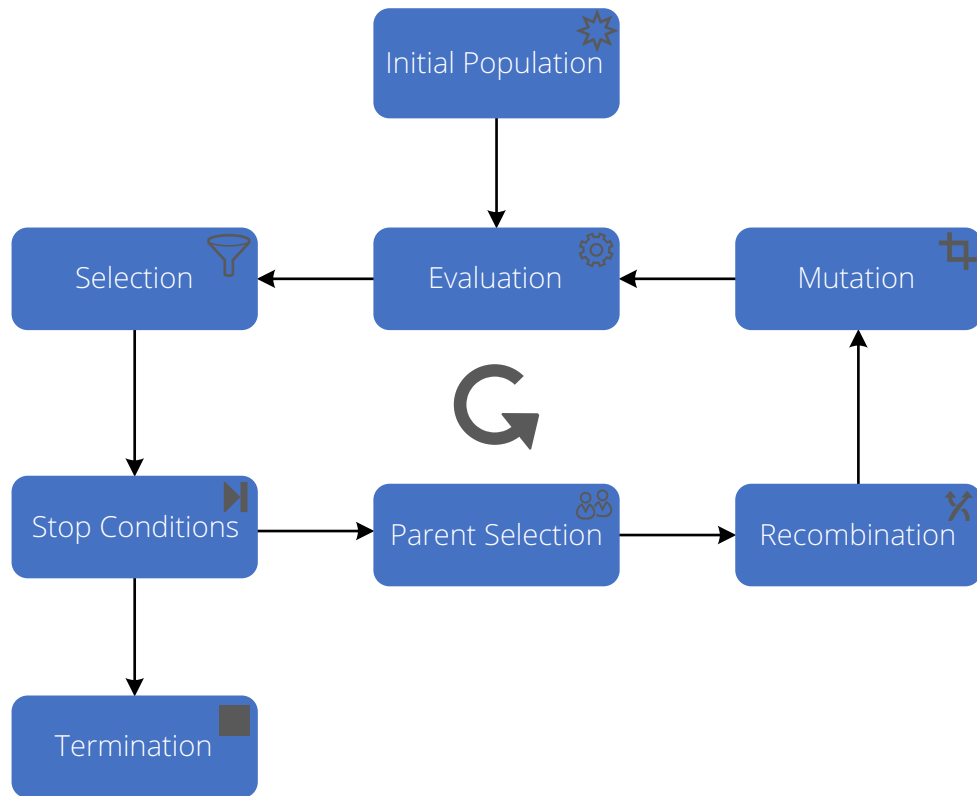 Initial Population
Selection
Evaluation
Mutation
Stop Conditions
Parent Selection
Recombination
Termination